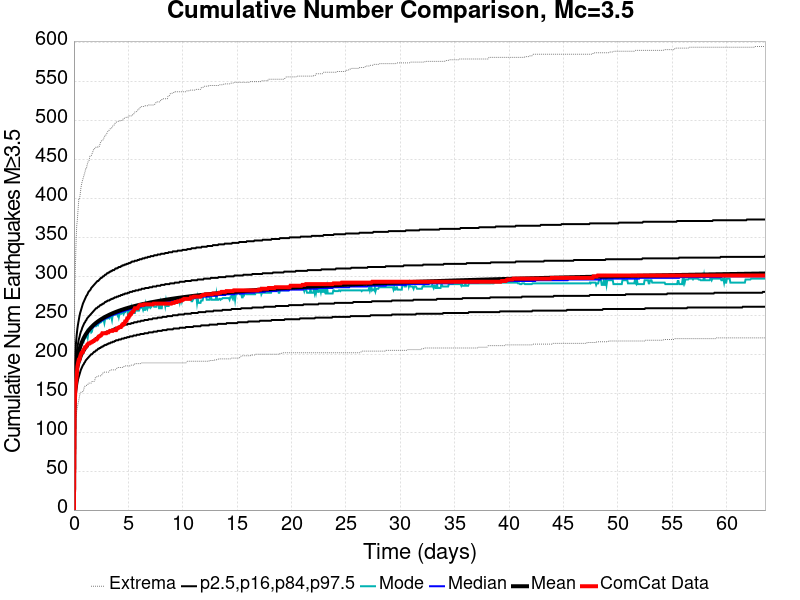 Cumulative Number Comparison, Mc=3.5
Cumulative Num Earthquakes M≥3.5
600
550
500
450
400
350
300
250
200
150
100
50
0
0 5 10 15 20 25 30 35 40 45 50 55 60
Time (days)
Extrema p2.5,p16,p84,p97.5 Mode Median Mean ComCat Data